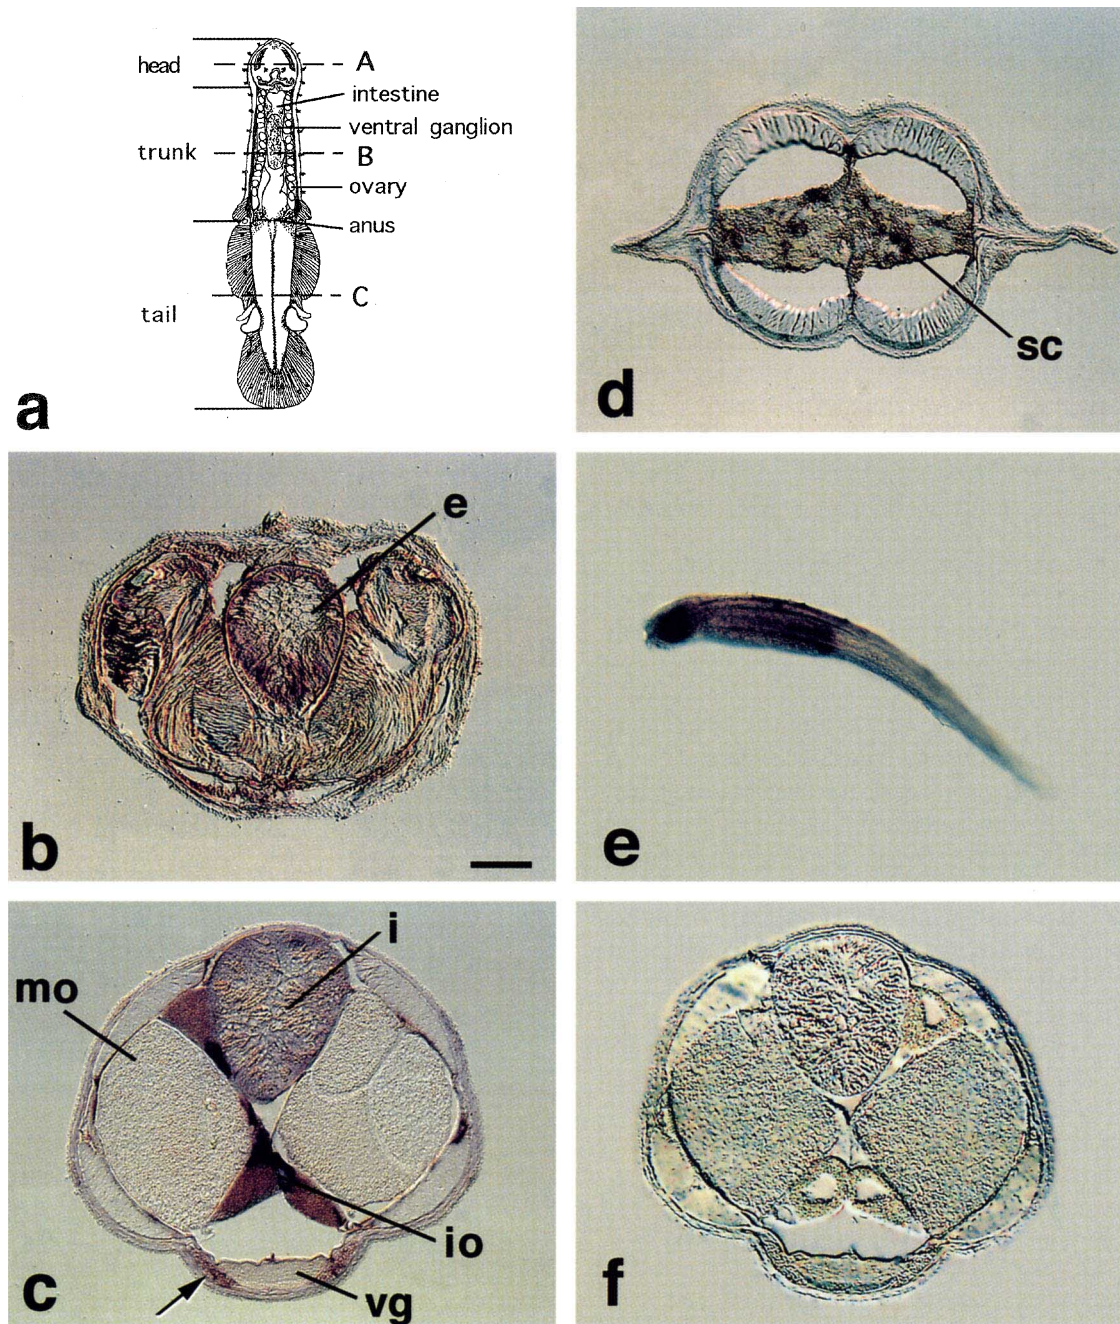 head
A
intestine
ventral ganglion
trunk
B
ovary
anus
C
tail
a
sc
d
e
b
e
i
mo
io
vg
c
f